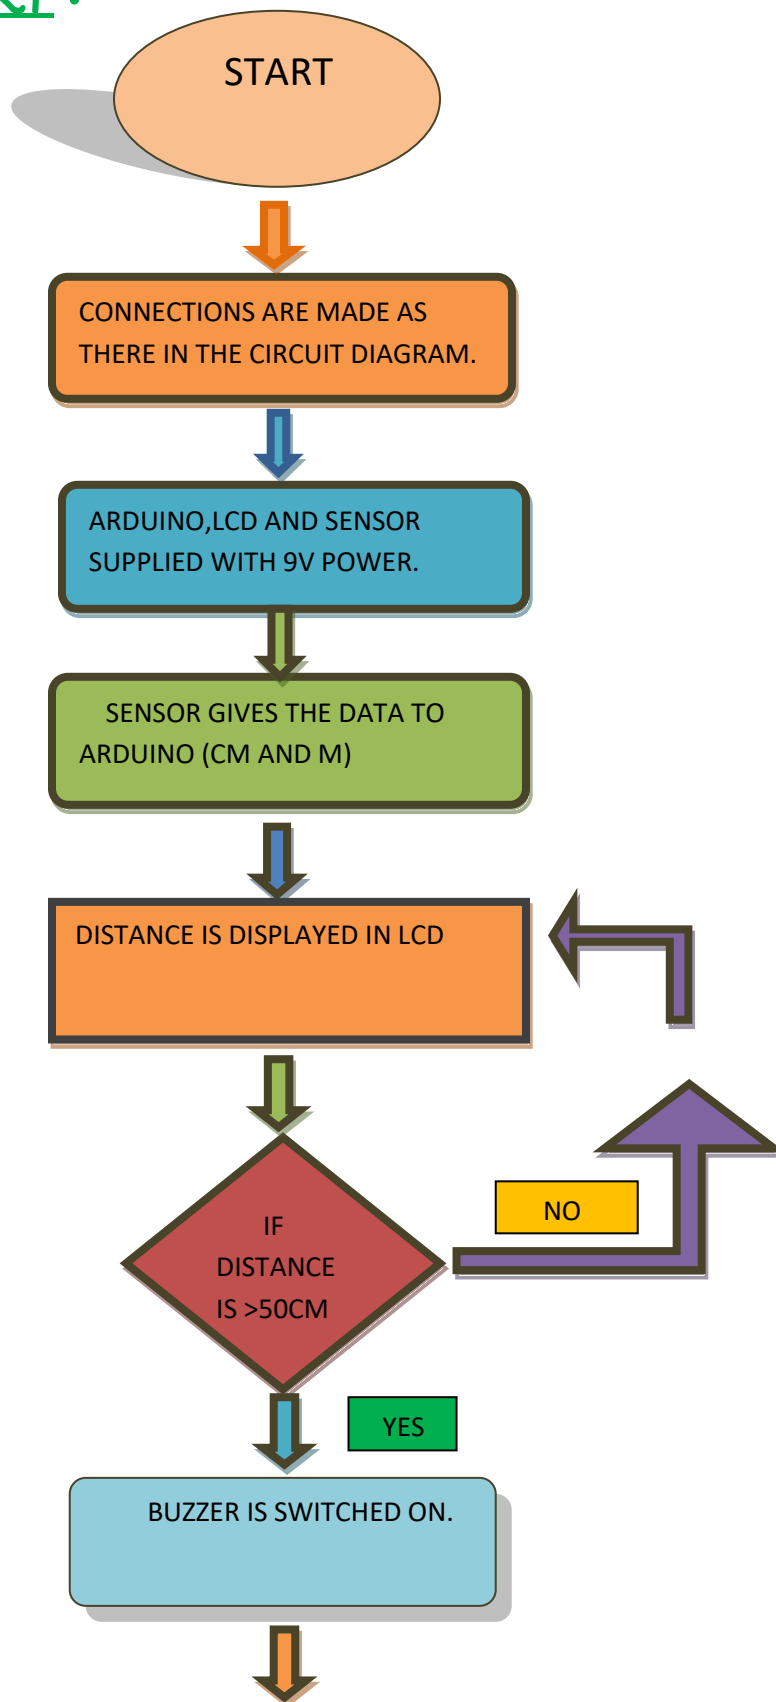 START
CONNECTIONS ARE MADE AS
THERE IN THE CIRCUIT DIAGRAM.
ARDUINO,LCD AND SENSOR
SUPPLIED WITH 9V POWER.
SENSOR GIVES THE DATA TO
ARDUINO (CM AND M)
DISTANCE IS DISPLAYED IN LCD
IF
DISTANCE
IS >50CM
NO
YES
BUZZER IS SWITCHED ON.